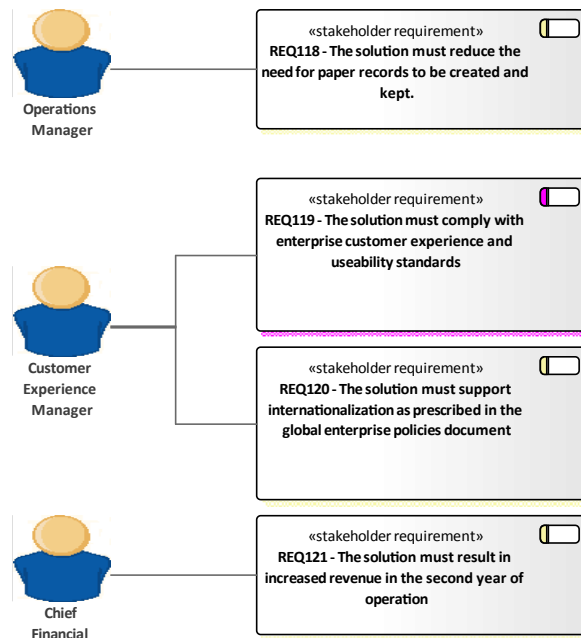 «stakeholder requirement»
REQ118 - The solution must reduce the
need for paper records to be created and
kept.
Operations
Manager
«stakeholder requirement»
REQ119 - The solution must comply with
enterprise customer experience and
useability standards
Customer
Experience
Manager
«stakeholder requirement»
REQ120 - The solution must support
internationalization as prescribed in the
global enterprise policies document
«stakeholder requirement»
REQ121 - The solution must result in
increased revenue in the second year of
operation
Chief
Financial